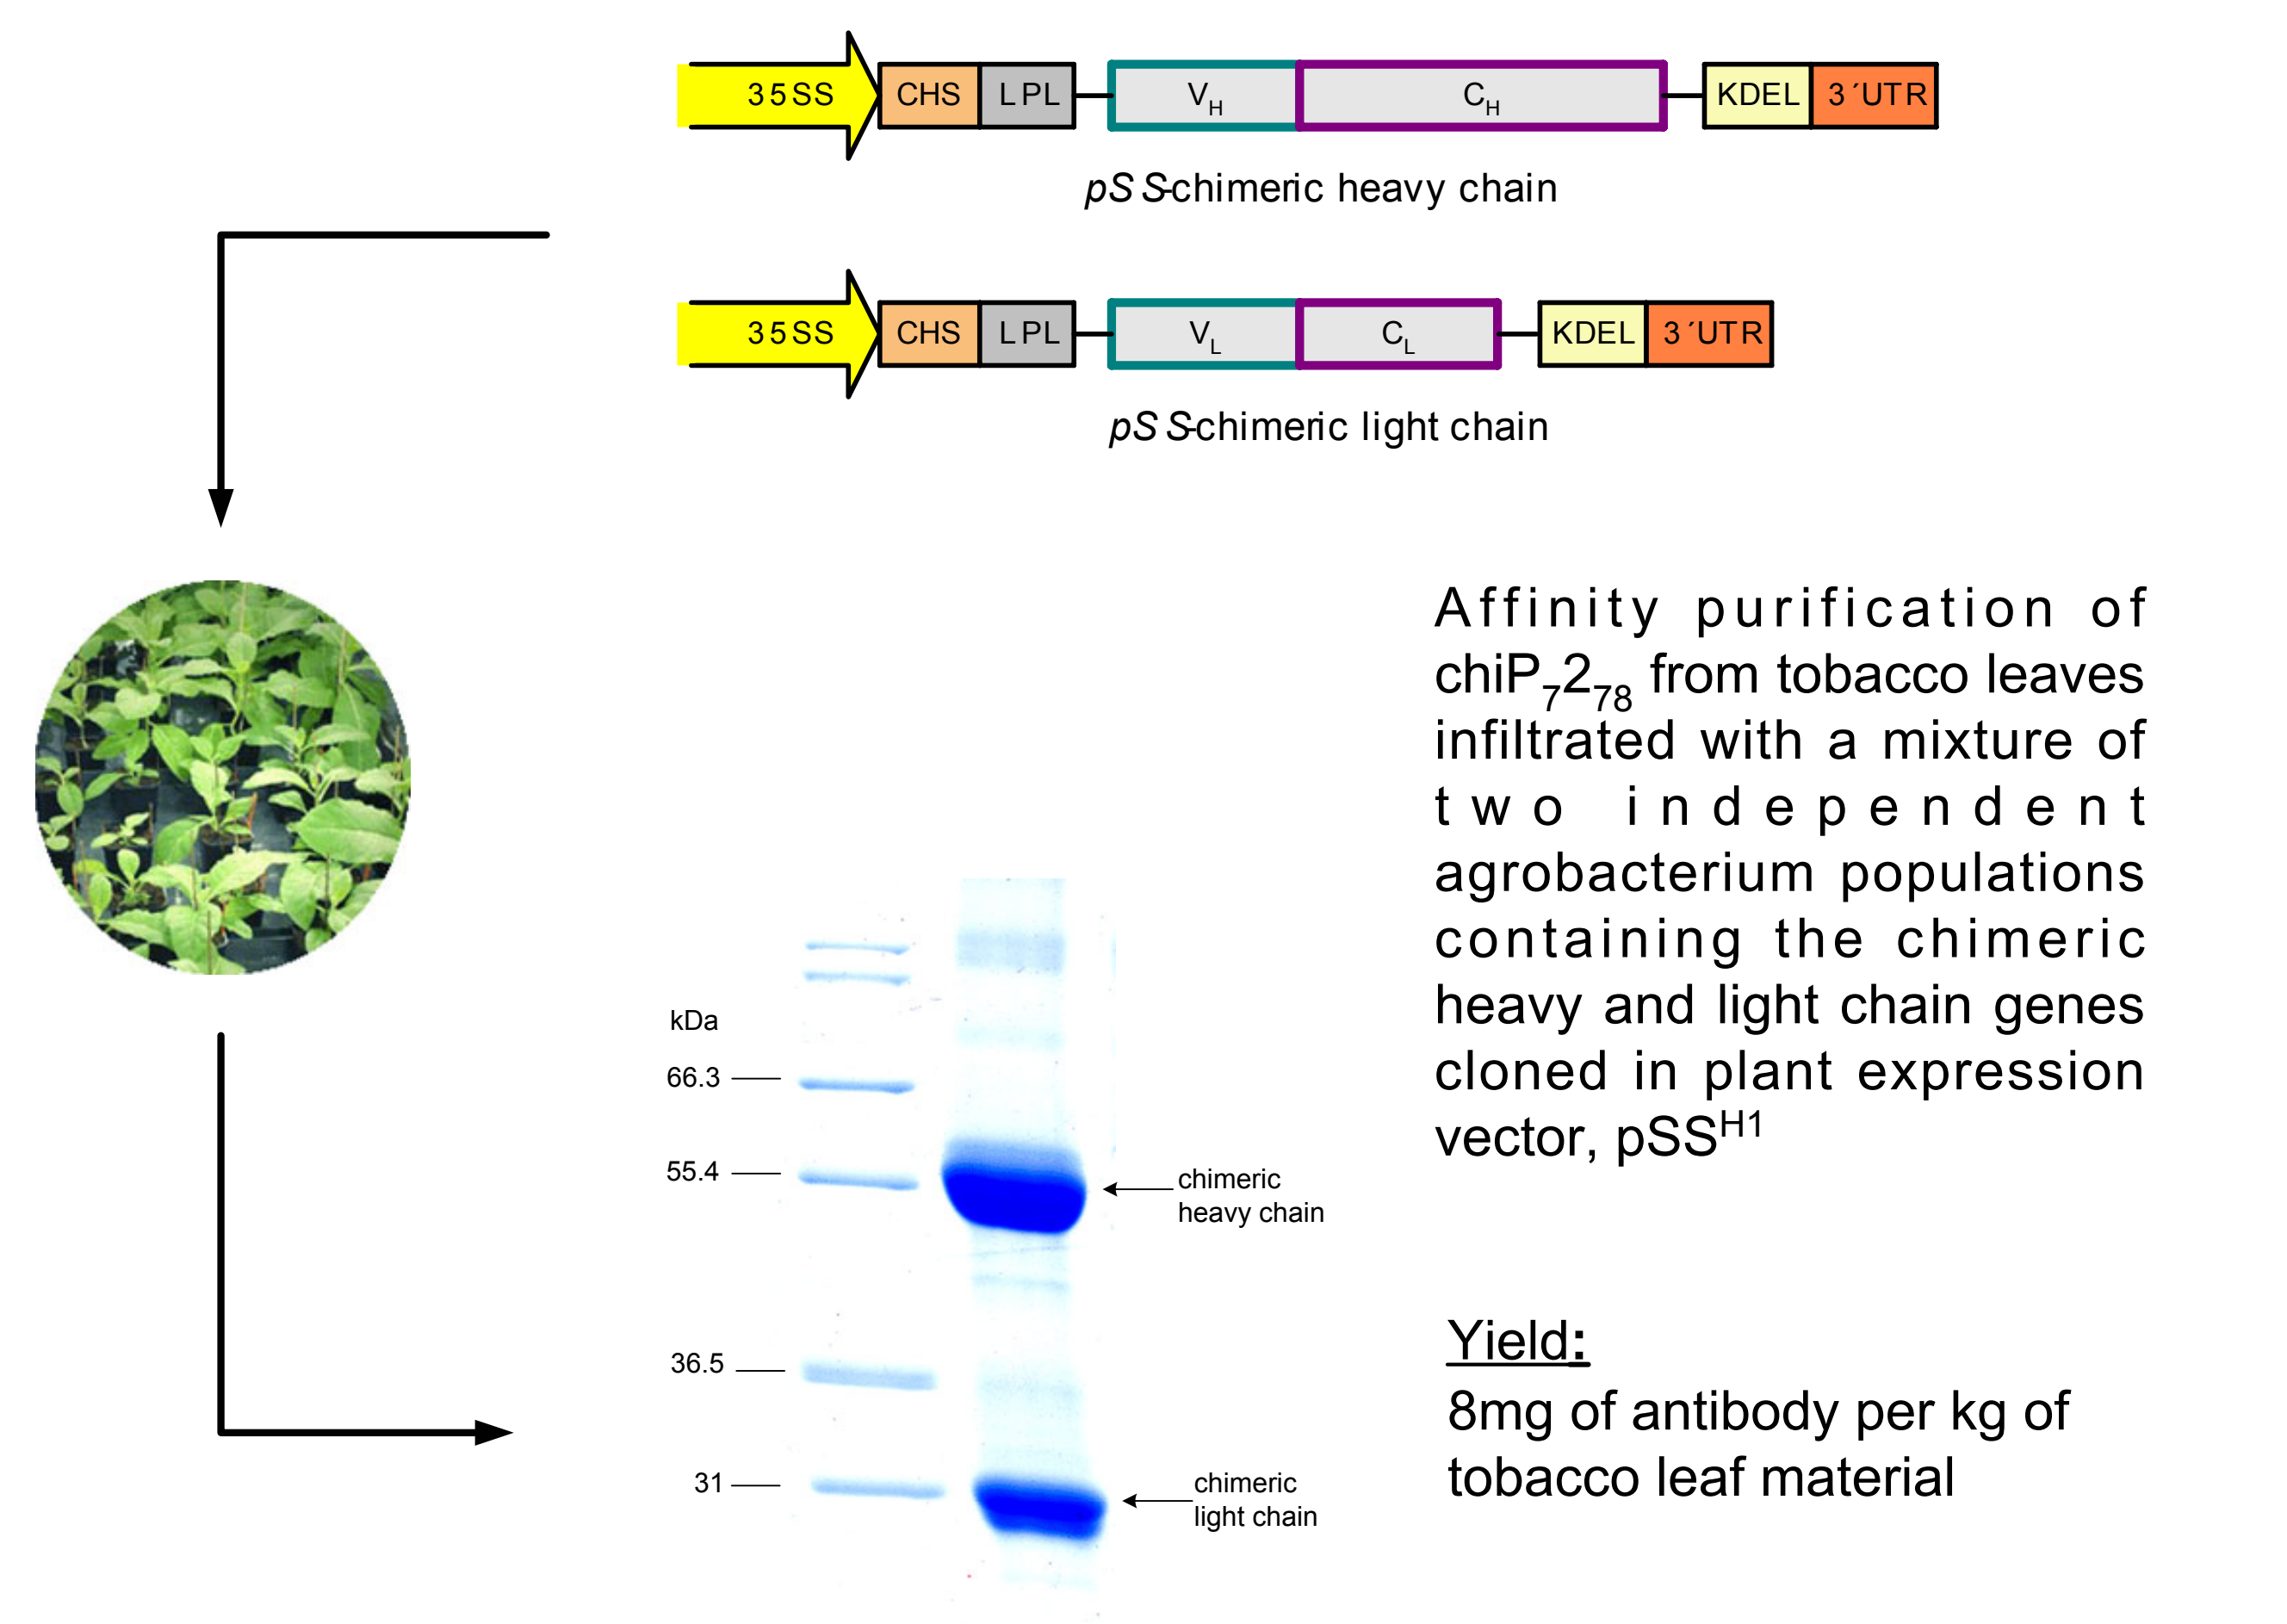 35SS CHS LPL VH CH KDEL 3´UTR
pSS-chimeric heavy chain
35SS CHS LPL VL CL KDEL 3´UTR
pSS-chimeric light chain
Affinity purification of
chiP7278 from tobacco leaves
infiltrated with a mixture of
two independent
agrobacterium populations
containing the chimeric
heavy and light chain genes
cloned in plant expression
vector, pSSH1
kDa
66.3
55.4
36.5
31
chimeric
heavy chain
chimeric
light chain
Yield:
8mg of antibody per kg of
tobacco leaf material